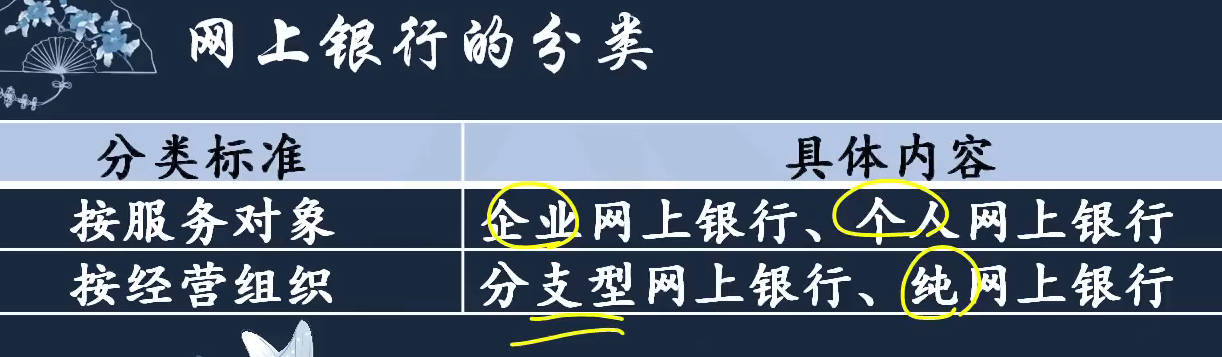 网上银行的分类
分类标准 具体内容
按服务对象 企业网上银行、个人网上银行
按经营组织 分支型网上银行、纯网上银行